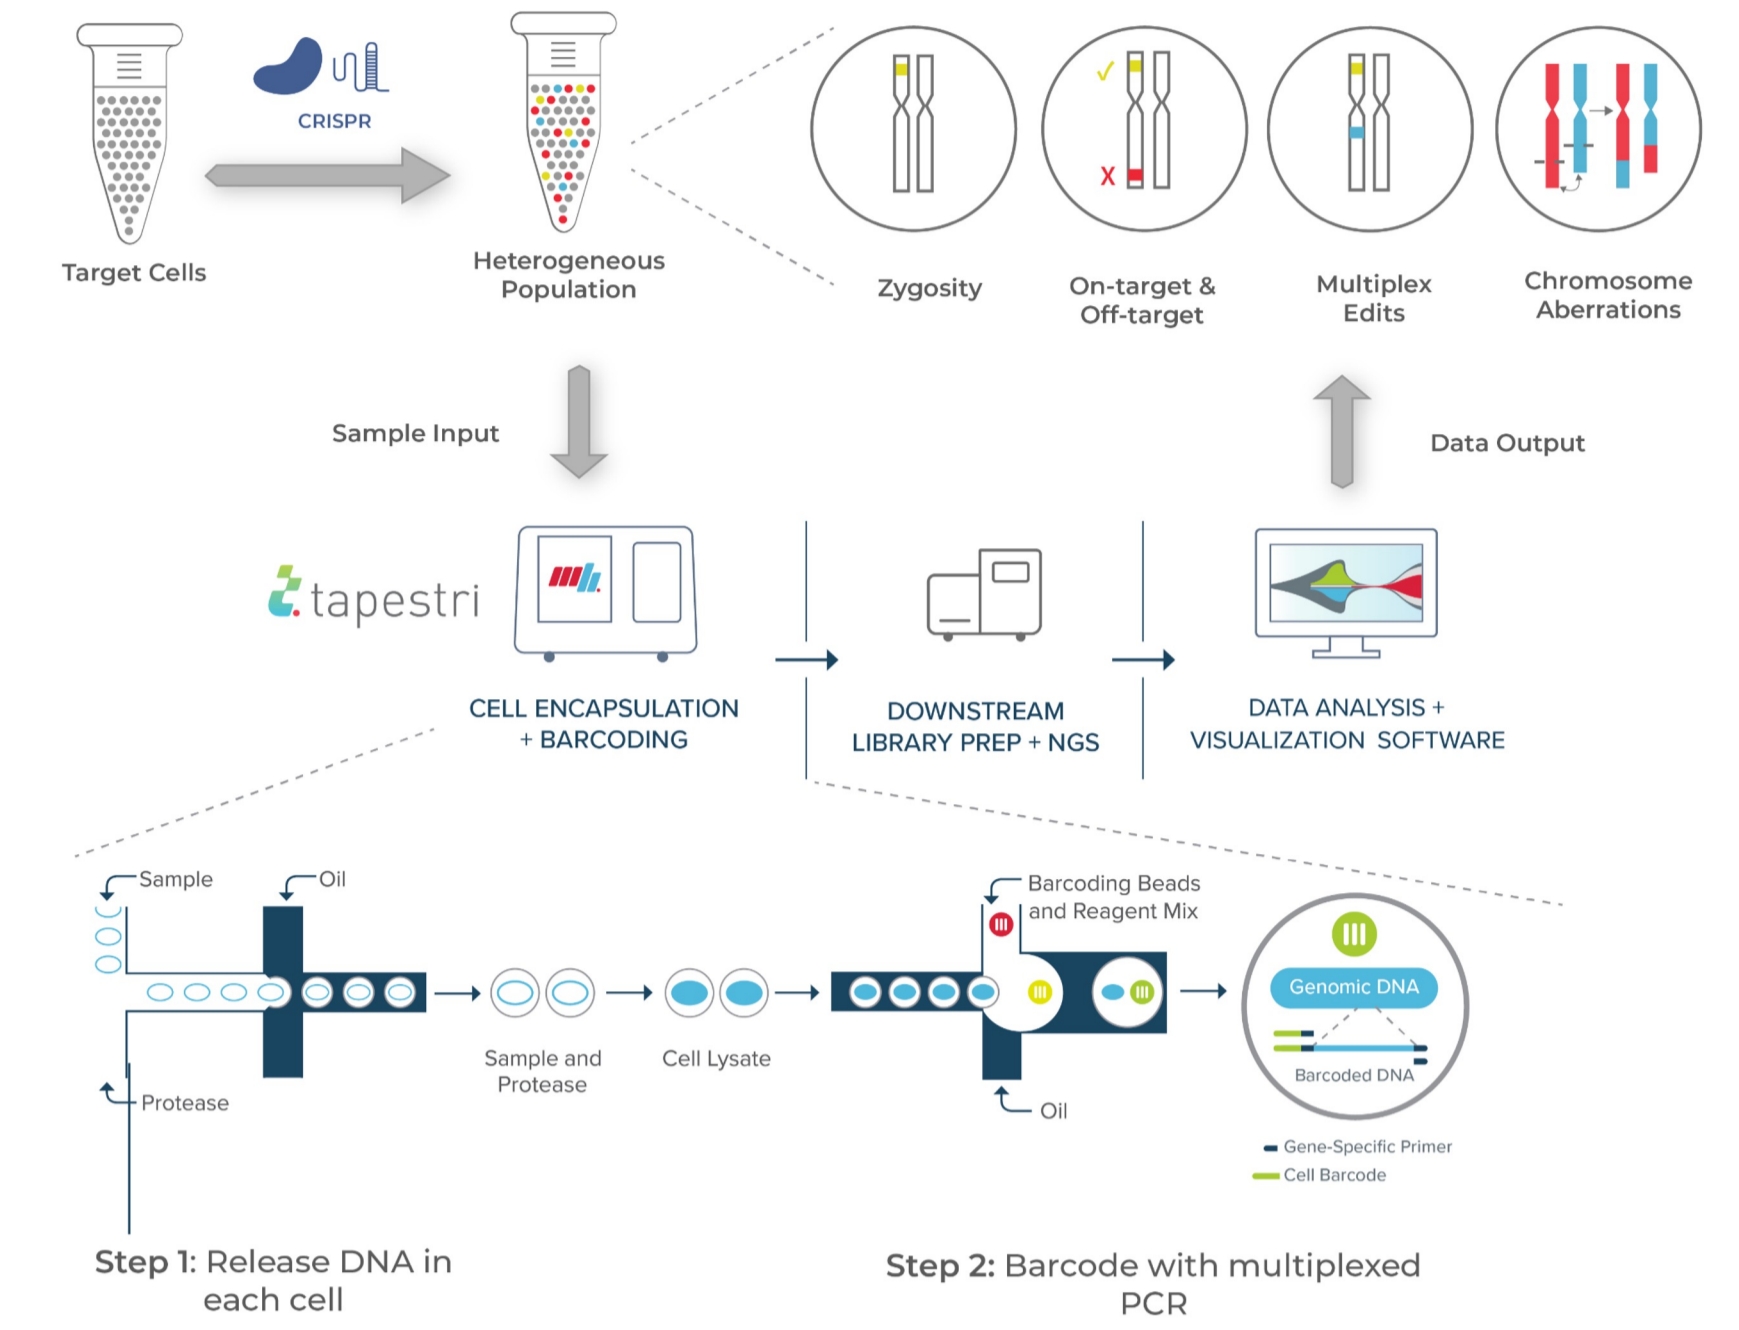 CRISPR
Target Cells
Heterogeneous
Population
Zygosity
✓
X
On-target &
Off-target
Multiplex
Edits
Chromosome
Aberrations
Sample Input
Data Output
tapestri
CELL ENCAPSULATION
+ BARCODING
DOWNSTREAM
LIBRARY PREP + NGS
DATA ANALYSIS +
VISUALIZATION SOFTWARE
Sample
Oil
Protease
Sample and
Protease
Cell Lysate
Barcoding Beads
and Reagent Mix
Oil
Genomic DNA
Barcoded DNA
Gene-Specific Primer
Cell Barcode
Step 1: Release DNA in
each cell
Step 2: Barcode with multiplexed
PCR